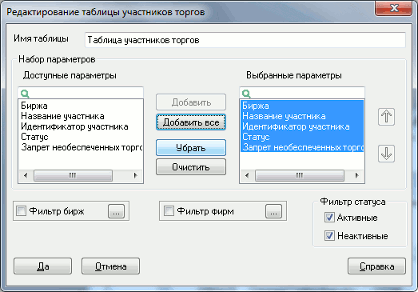 Редактирование таблицы участников торгов
Имя таблицы
Таблица участников торгов
Набор параметров
Доступные параметры
Выбранные параметры
Биржа
Название участника
Идентификатор участника
Статус
Запрет необеспеченных торго
Добавить
Добавить все
Убрать
Очистить
Биржа
Название участника
Идентификатор участника
Статус
Запрет необеспеченных торго
Фильтр бирж
...
Фильтр фирм
...
Фильтр статуса
Активные
Неактивные
Да
Отмена
Справка